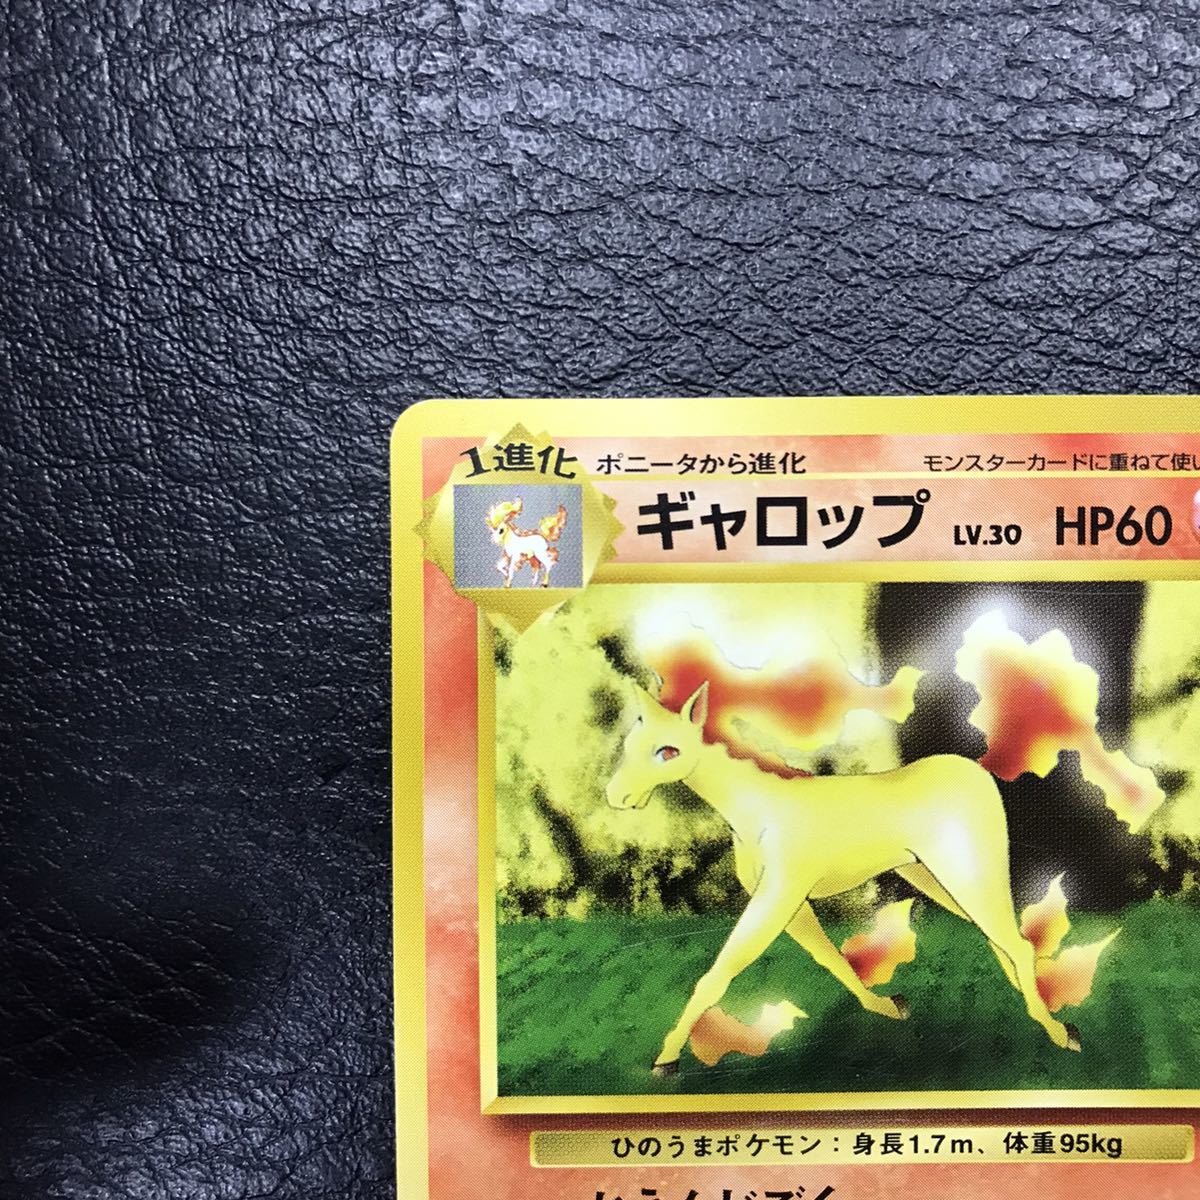 1進化 ポニータから進化 モンスターカードに重ねて使い
ギャロップ LV.30 HP60
ひのうまポケモン：身長1.7m、体重95kg